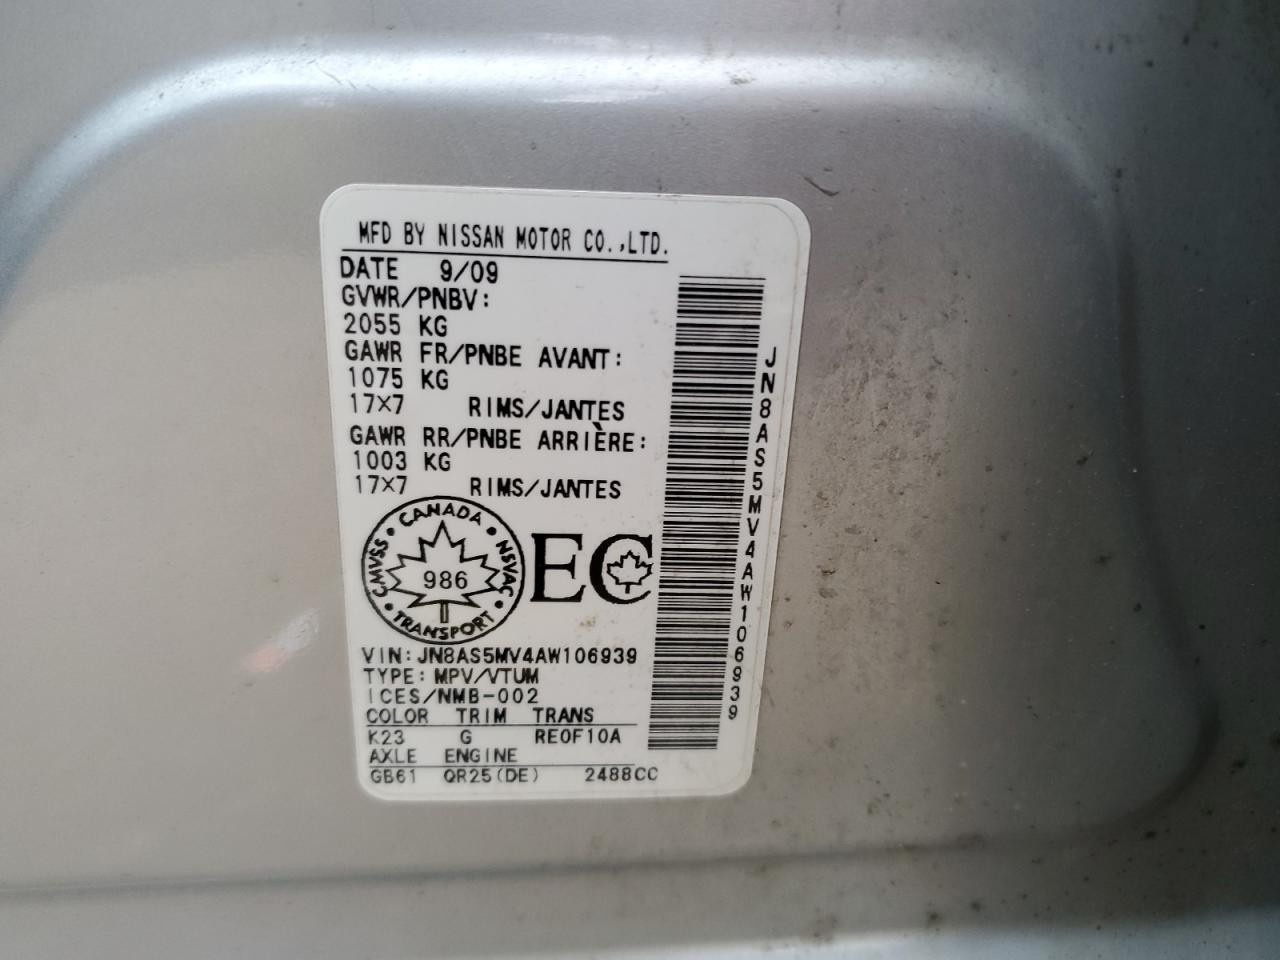 MFD BY NISSAN MOTOR CO.,LTD.
DATE 9/09
GVWR/PNBV:
2055 KG
GAWR FR/PNBE AVANT:
1075 KG
17×7 RIMS/JANTES
GAWR RR/PNBE ARRIÈRE:
1003 KG
17×7 RIMS/JANTES
CANADA
CMVSS NSVAC
986
TRANSPORT
EC
VIN:JN8AS5MV4AW106939
TYPE:MPV/VTUM
ICES/NMB-002
COLOR TRIM TRANS
K23 G RE0F10A
AXLE ENGINE
GB61 QR25(DE) 2488CC
JN8AS5MV4AW106939